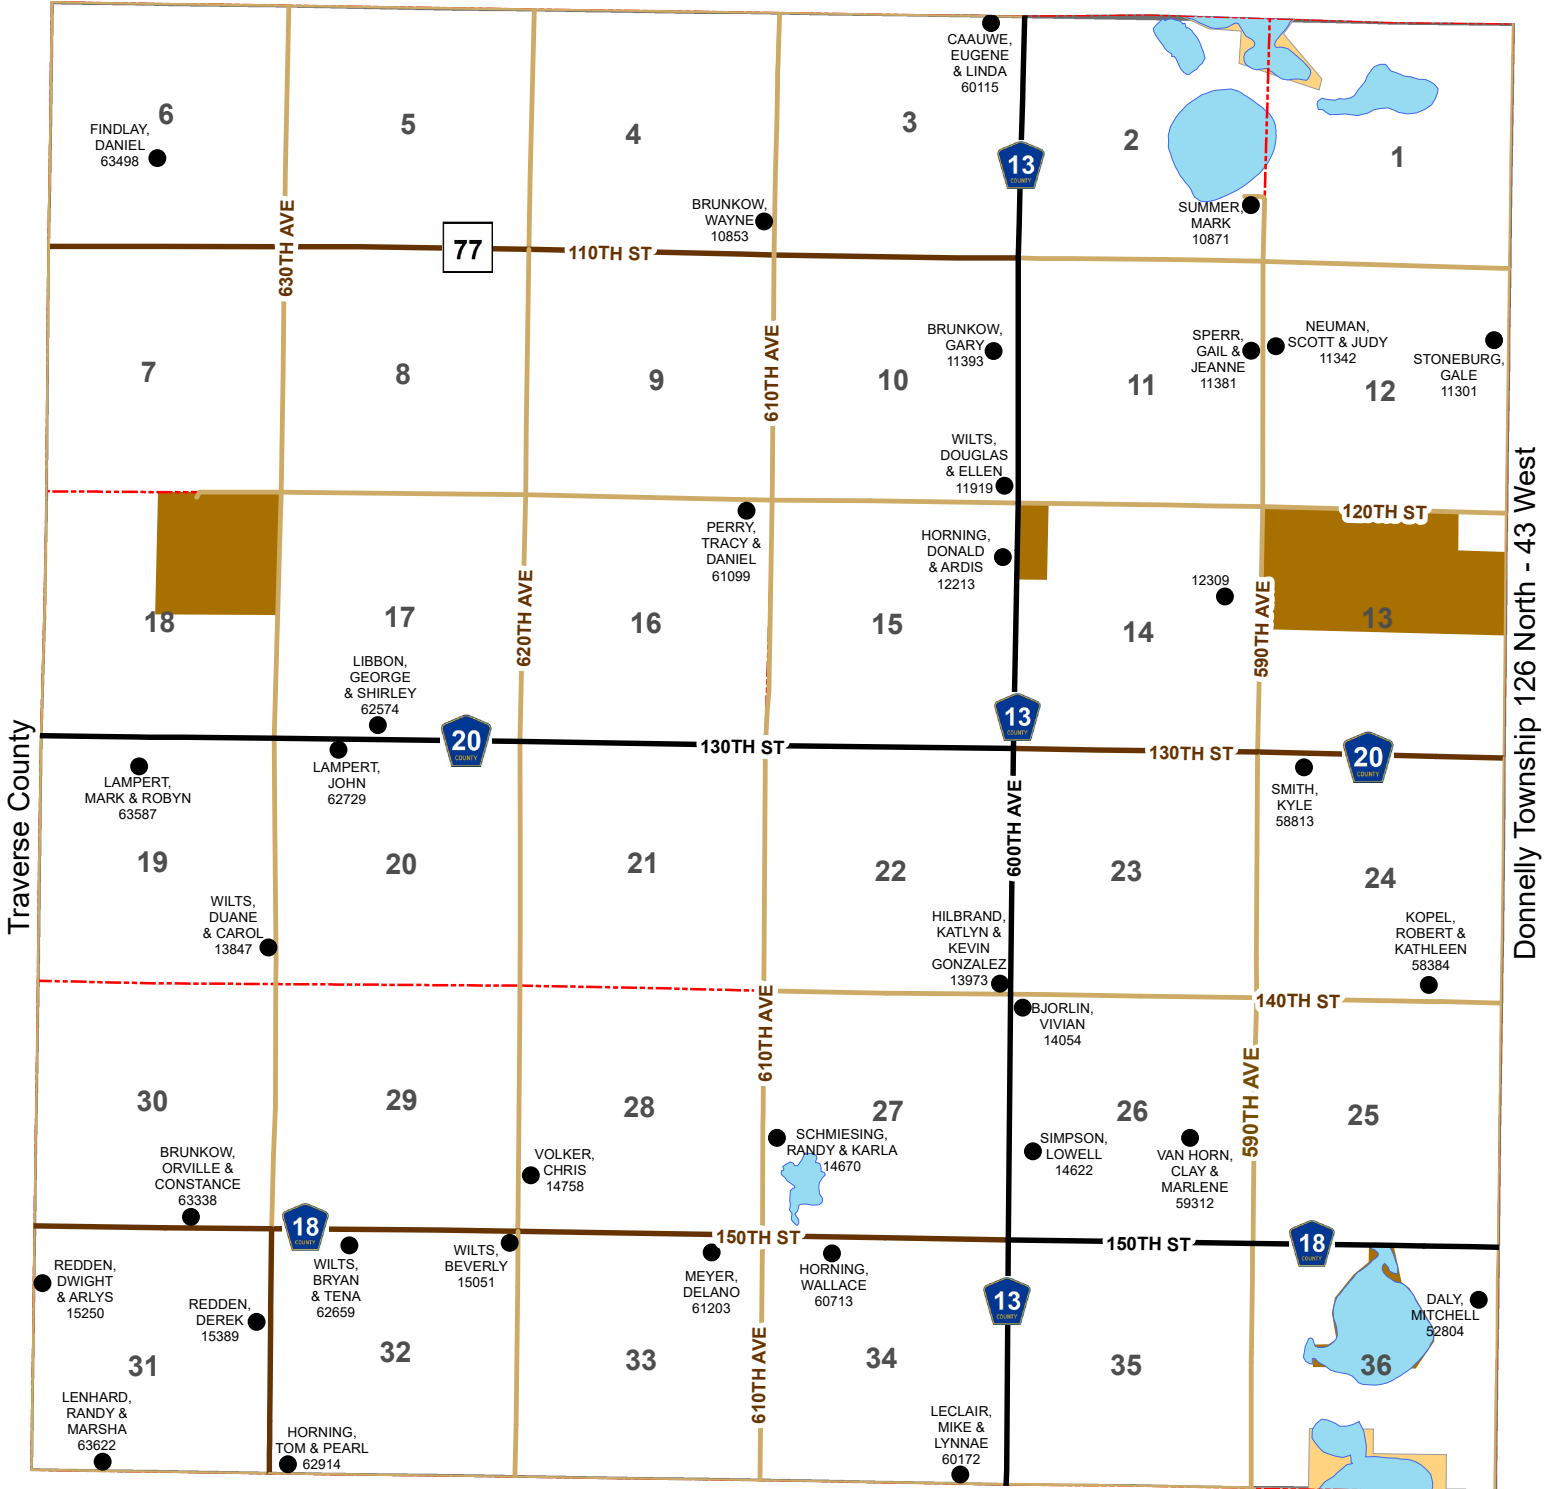 CAAUWE,
EUGENE
& LINDA
60115
6
5
4
3
2
1
FINDLAY,
DANIEL
63498
13
COUNTY
630TH AVE
BRUNKOW,
WAYNE
10853
SUMMER,
MARK
10871
77
110TH ST
7
8
9
610TH AVE
10
BRUNKOW,
GARY
11393
11
SPERR,
GAIL &
JEANNE
11381
NEUMAN,
SCOTT & JUDY
11342
12
STONEBURG,
GALE
11301
WILTS,
DOUGLAS
& ELLEN
11919
120TH ST
PERRY,
TRACY &
DANIEL
61099
HORNING,
DONALD
& ARDIS
12213
12309
18
17
620TH AVE
16
15
14
590TH AVE
13
Donnelly Township 126 North - 43 West
LIBBON,
GEORGE
& SHIRLEY
62574
13
COUNTY
Traverse County
20
COUNTY
130TH ST
130TH ST
20
COUNTY
LAMPERT,
MARK & ROBYN
63587
LAMPERT,
JOHN
62729
SMITH,
KYLE
58813
600TH AVE
19
20
21
22
23
24
WILTS,
DUANE
& CAROL
13847
HILBRAND,
KATLYN &
KEVIN
GONZALEZ
13973
KOPEL,
ROBERT &
KATHLEEN
58384
140TH ST
BJORLIN,
VIVIAN
14054
610TH AVE
590TH AVE
30
29
28
27
26
25
BRUNKOW,
ORVILLE &
CONSTANCE
63338
VOLKER,
CHRIS
14758
SCHMIESING,
RANDY & KARLA
14670
SIMPSON,
LOWELL
14622
VAN HORN,
CLAY &
MARLENE
59312
18
COUNTY
150TH ST
150TH ST
18
COUNTY
REDDEN,
DWIGHT
& ARLYS
15250
REDDEN,
DEREK
15389
WILTS,
BRYAN
& TENA
62659
WILTS,
BEVERLY
15051
MEYER,
DELANO
61203
HORNING,
WALLACE
60713
13
COUNTY
DALY,
MITCHELL
52804
31
32
33
610TH AVE
34
35
36
LENHARD,
RANDY &
MARSHA
63622
HORNING,
TOM & PEARL
62914
LECLAIR,
MIKE &
LYNNAE
60172